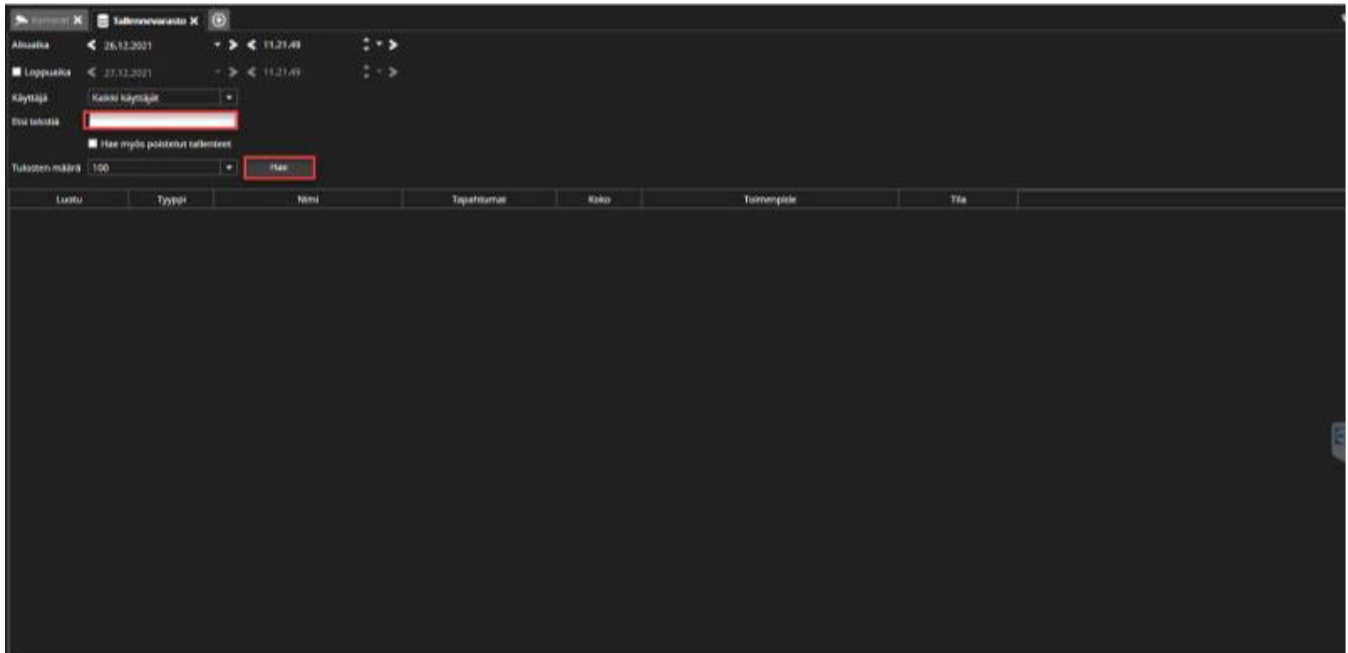 Kamerat Tallennevarasto
Alkuaika 26.12.2021 11.21.49
Loppuaika 27.12.2021 11.21.49
Käyttäjä Kaikki käyttäjät
Etsi tekstiä
Hae myös poistetut tallenteet
Tulosten määrä 100 Hae
Luotu Tyyppi Nimi Tapahtumat Koko Toimenpide Tila